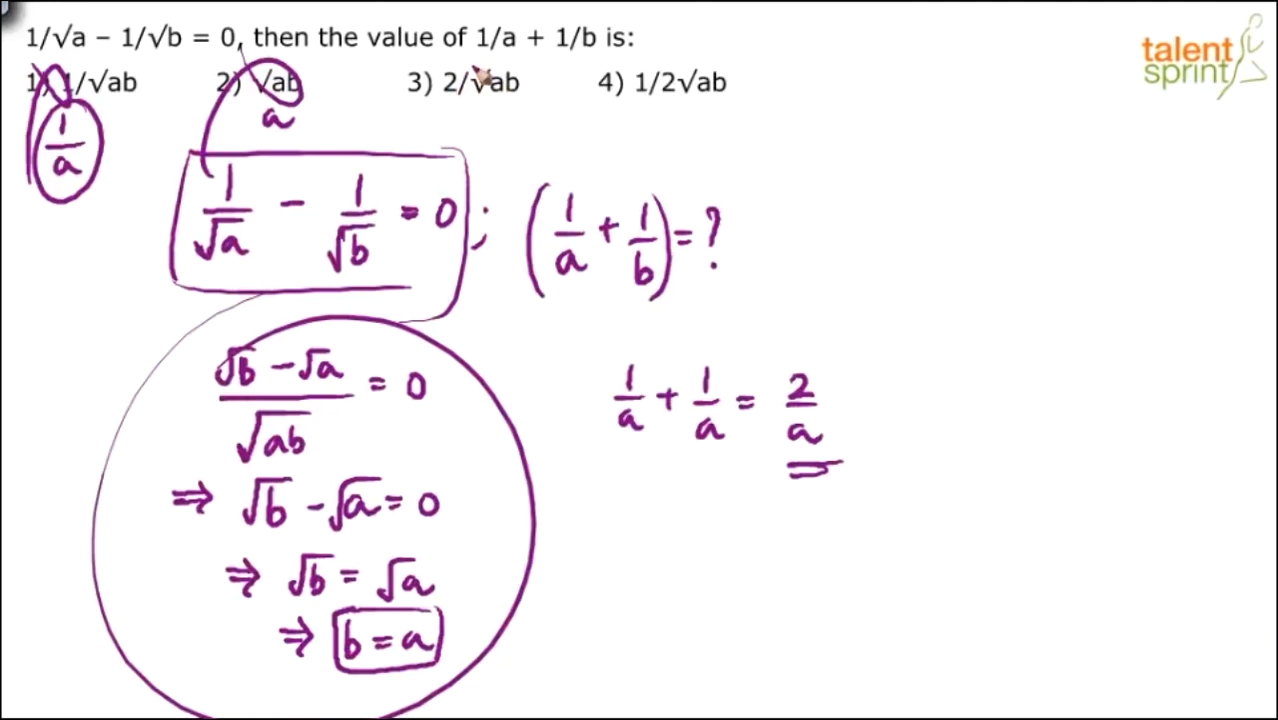 1/√a – 1/√b = 0, then the value of 1/a + 1/b is:
1) 1/√ab 2) √ab 3) 2/√ab 4) 1/2√ab
talent
sprint
1/a
a
1/√a - 1/√b = 0 ; (1/a + 1/b) = ?
(√b - √a)/√ab = 0
1/a + 1/a = 2/a
⇒ √b - √a = 0
⇒ √b = √a
⇒ b = a